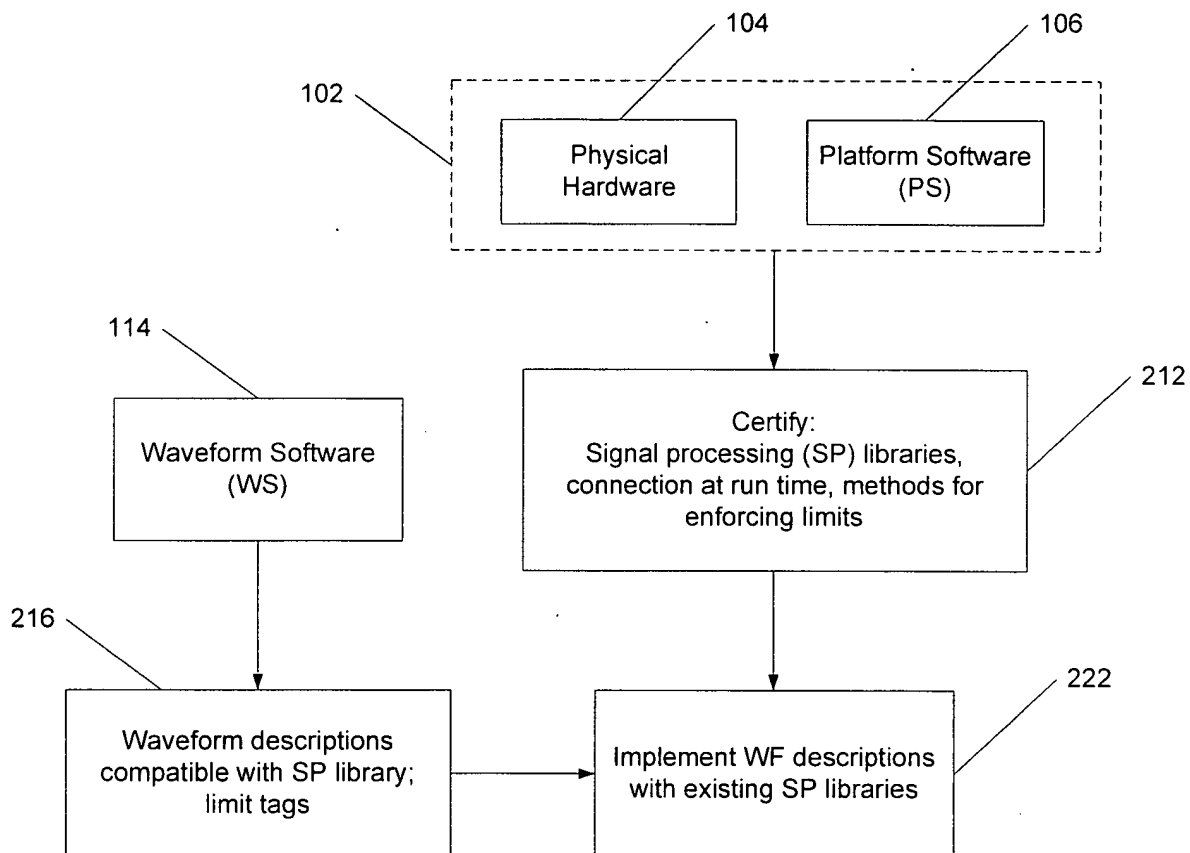 104
106
102
Physical
Hardware
Platform Software
(PS)
114
212
Waveform Software
(WS)
Certify:
Signal processing (SP) libraries,
connection at run time, methods for
enforcing limits
216
222
Waveform descriptions
compatible with SP library;
limit tags
Implement WF descriptions
with existing SP libraries